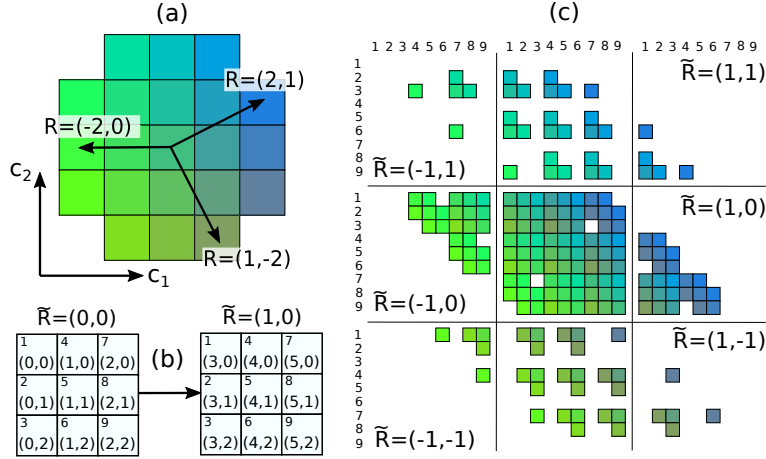 (a)
R=(2,1)
R=(-2,0)
R=(1,-2)
c2
c1
R̃=(0,0)
(b)
R̃=(1,0)
1 4 7
(0,0) (1,0) (2,0)
2 5 8
(0,1) (1,1) (2,1)
3 6 9
(0,2) (1,2) (2,2)
1 4 7
(3,0) (4,0) (5,0)
2 5 8
(3,1) (4,1) (5,1)
3 6 9
(3,2) (4,2) (5,2)
(c)
1 2 3 4 5 6 7 8 9 1 2 3 4 5 6 7 8 9 1 2 3 4 5 6 7 8 9
1
2
3
4
5
6
7
8
9
R̃=(1,1)
R̃=(-1,1)
1
2
3
4
5
6
7
8
9
R̃=(1,0)
R̃=(-1,0)
1
2
3
4
5
6
7
8
9
R̃=(1,-1)
R̃=(-1,-1)